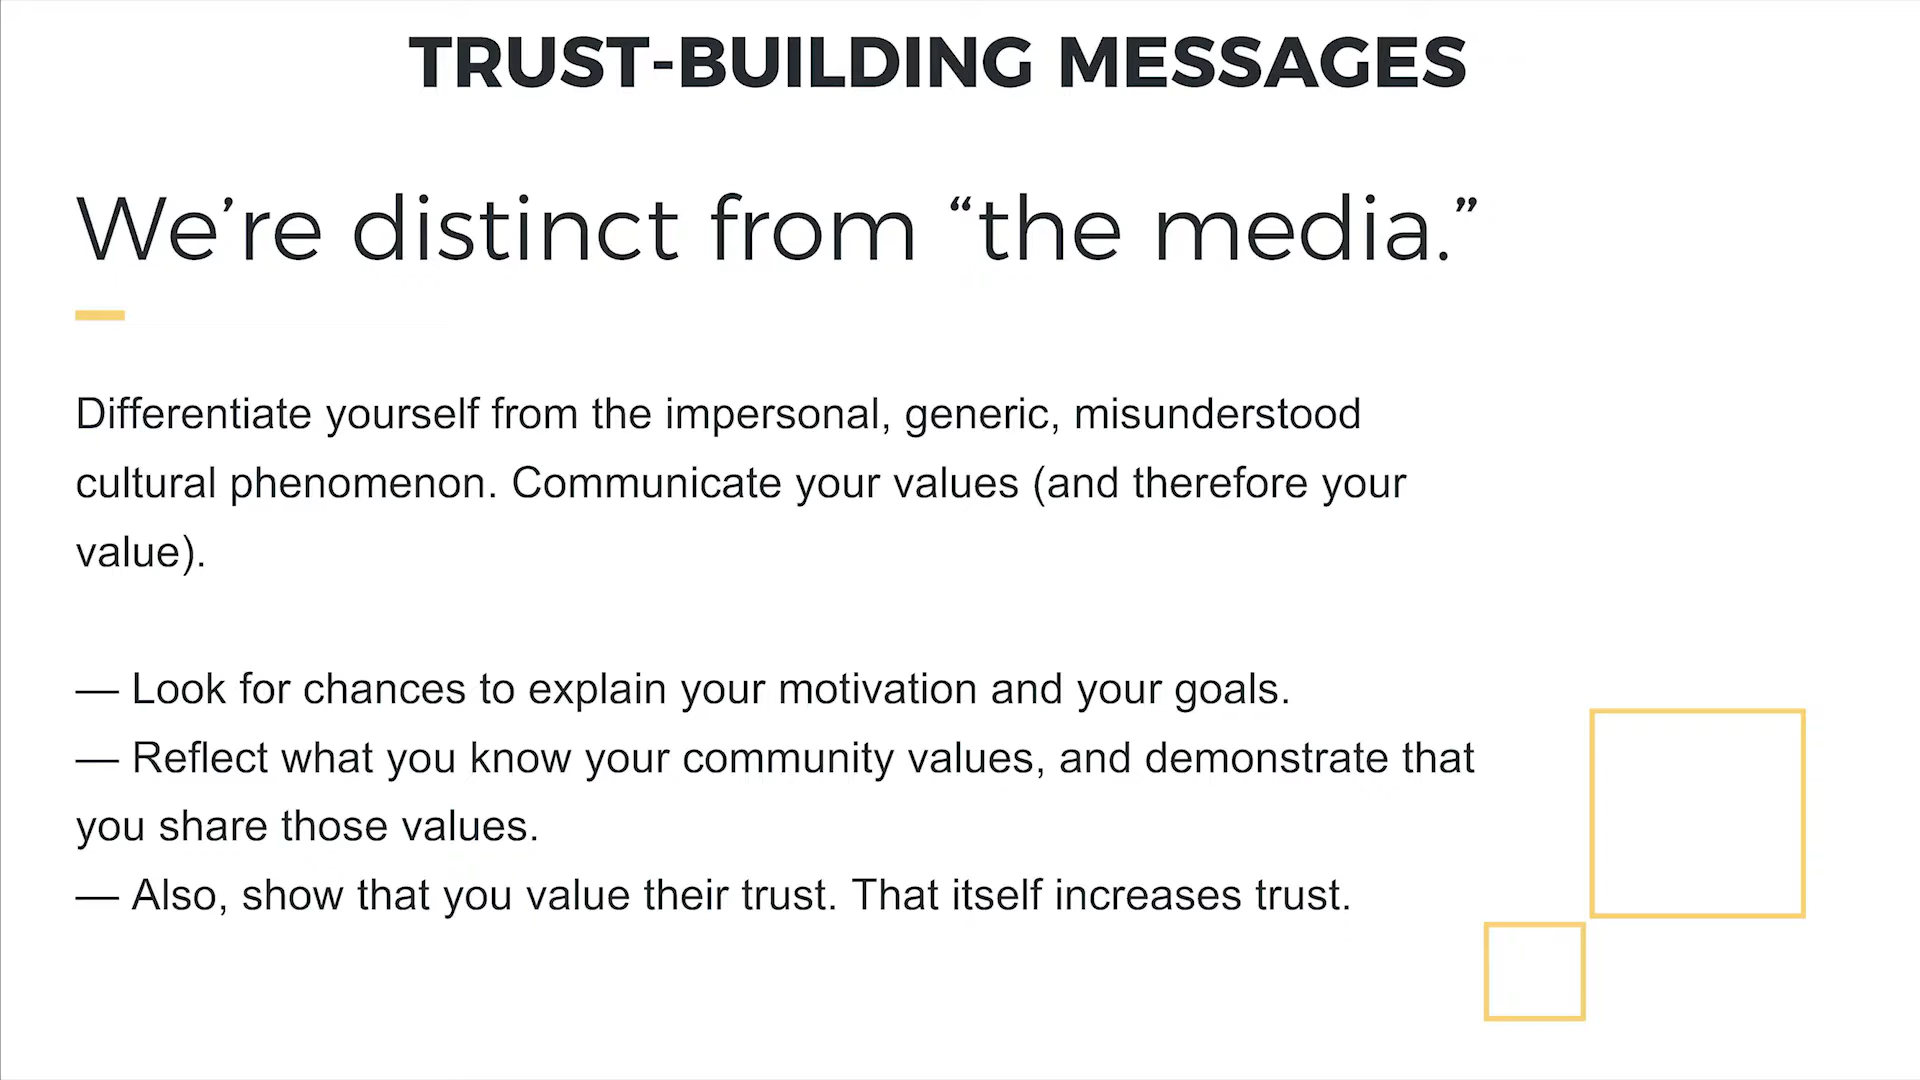 TRUST-BUILDING MESSAGES
We’re distinct from “the media.”
Differentiate yourself from the impersonal, generic, misunderstood
cultural phenomenon. Communicate your values (and therefore your
value).
— Look for chances to explain your motivation and your goals.
— Reflect what you know your community values, and demonstrate that
you share those values.
— Also, show that you value their trust. That itself increases trust.